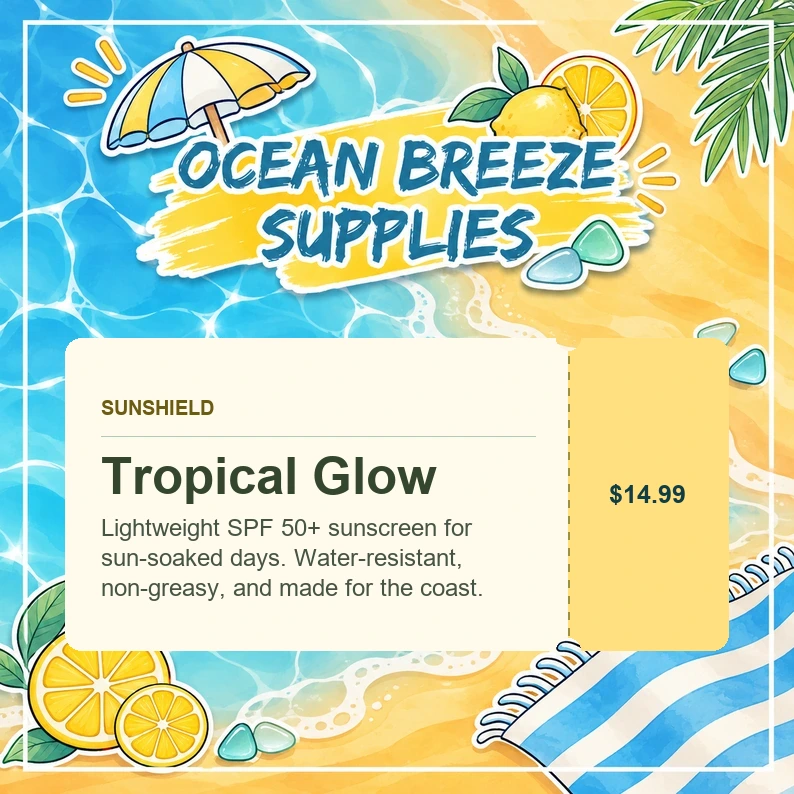 OCEAN BREEZE
SUPPLIES
SUNSHIELD
Tropical Glow
Lightweight SPF 50+ sunscreen for
sun-soaked days. Water-resistant,
non-greasy, and made for the coast.
$14.99